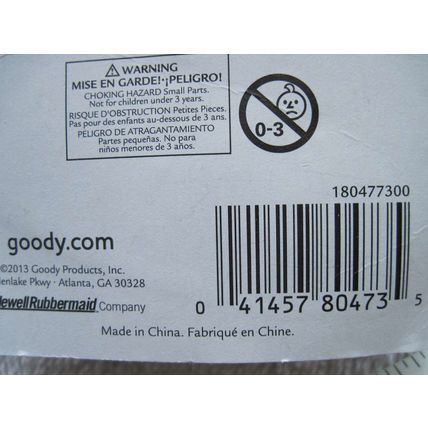 ⚠ WARNING
MISE EN GARDE!·¡PELIGRO!
CHOKING HAZARD Small Parts.
Not for children under 3 years.
RISQUE D'OBSTRUCTION Petites Pieces.
Pas pour des enfants au-dessous de 3 ans.
PELIGRO DE ATRAGANTAMIENTO
Partes pequeñas. No para
niños menores de 3 años.
0-3
180477300
goody.com
©2013 Goody Products, Inc.
Pkwy · Atlanta, GA 30328
Rubbermaid Company
0 41457 80473 5
Made in China. Fabriqué en Chine.